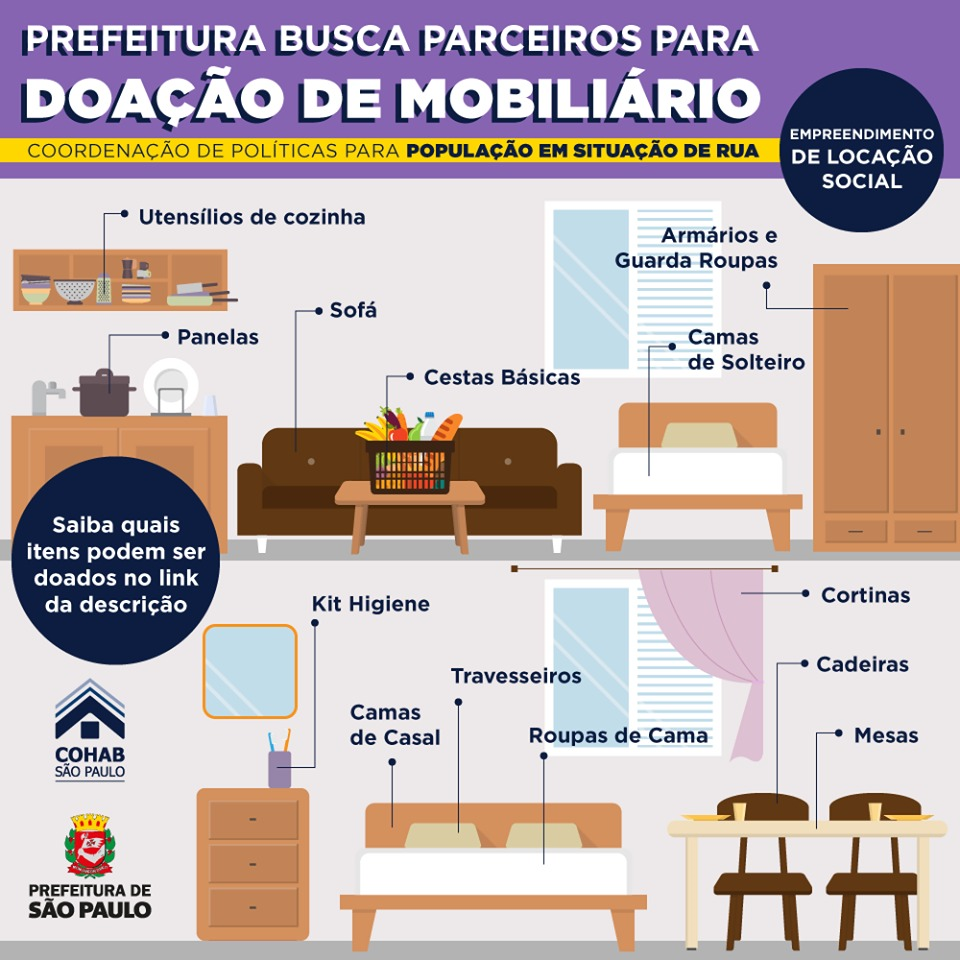 PREFEITURA BUSCA PARCEIROS PARA
DOAÇÃO DE MOBILIÁRIO
COORDENAÇÃO DE POLÍTICAS PARA POPULAÇÃO EM SITUAÇÃO DE RUA
EMPREENDIMENTO
DE LOCAÇÃO
SOCIAL
Utensílios de cozinha
Armários e
Guarda Roupas
Sofá
Panelas
Camas
de Solteiro
Cestas Básicas
Saiba quais
itens podem ser
doados no link
da descrição
Kit Higiene
Cortinas
Travesseiros
Cadeiras
Camas
de Casal
Roupas de Cama
Mesas
COHAB
SÃO PAULO
PREFEITURA DE
SÃO PAULO